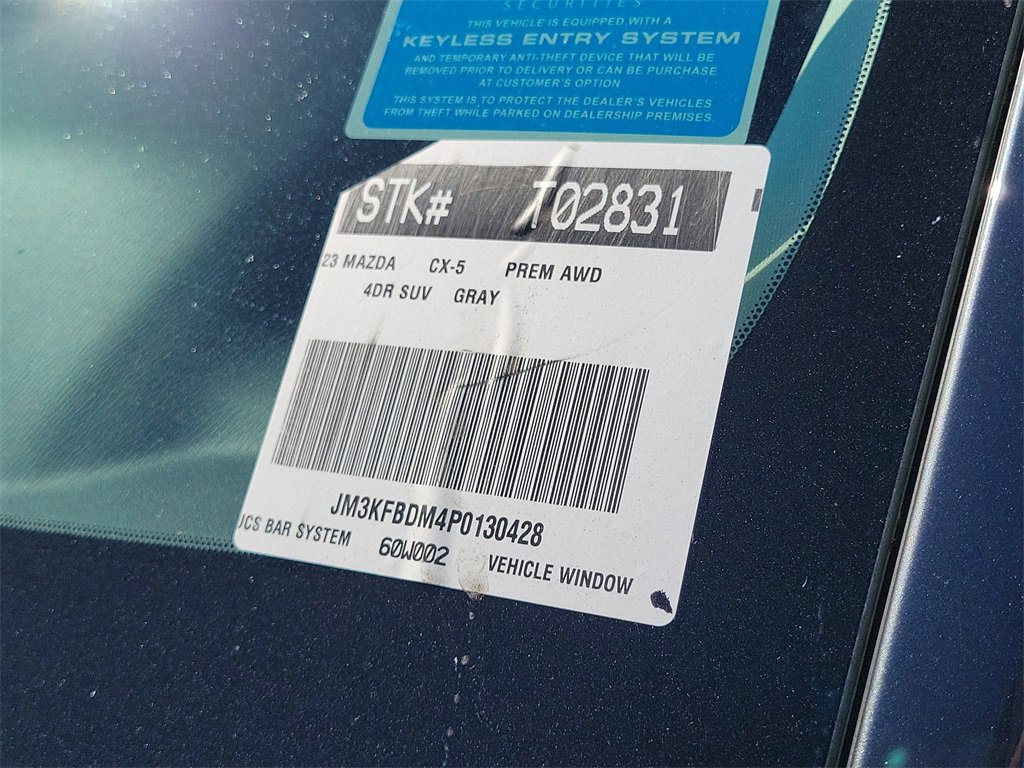 SECURITIES
THIS VEHICLE IS EQUIPPED WITH A
KEYLESS ENTRY SYSTEM
AND TEMPORARY ANTI-THEFT DEVICE THAT WILL BE
REMOVED PRIOR TO DELIVERY OR CAN BE PURCHASE
AT CUSTOMER'S OPTION
THIS SYSTEM IS TO PROTECT THE DEALER'S VEHICLES
FROM THEFT WHILE PARKED ON DEALERSHIP PREMISES.
STK# T02831
23 MAZDA CX-5 PREM AWD
4DR SUV GRAY
JM3KFBDM4P0130428
JCS BAR SYSTEM 60W002 VEHICLE WINDOW